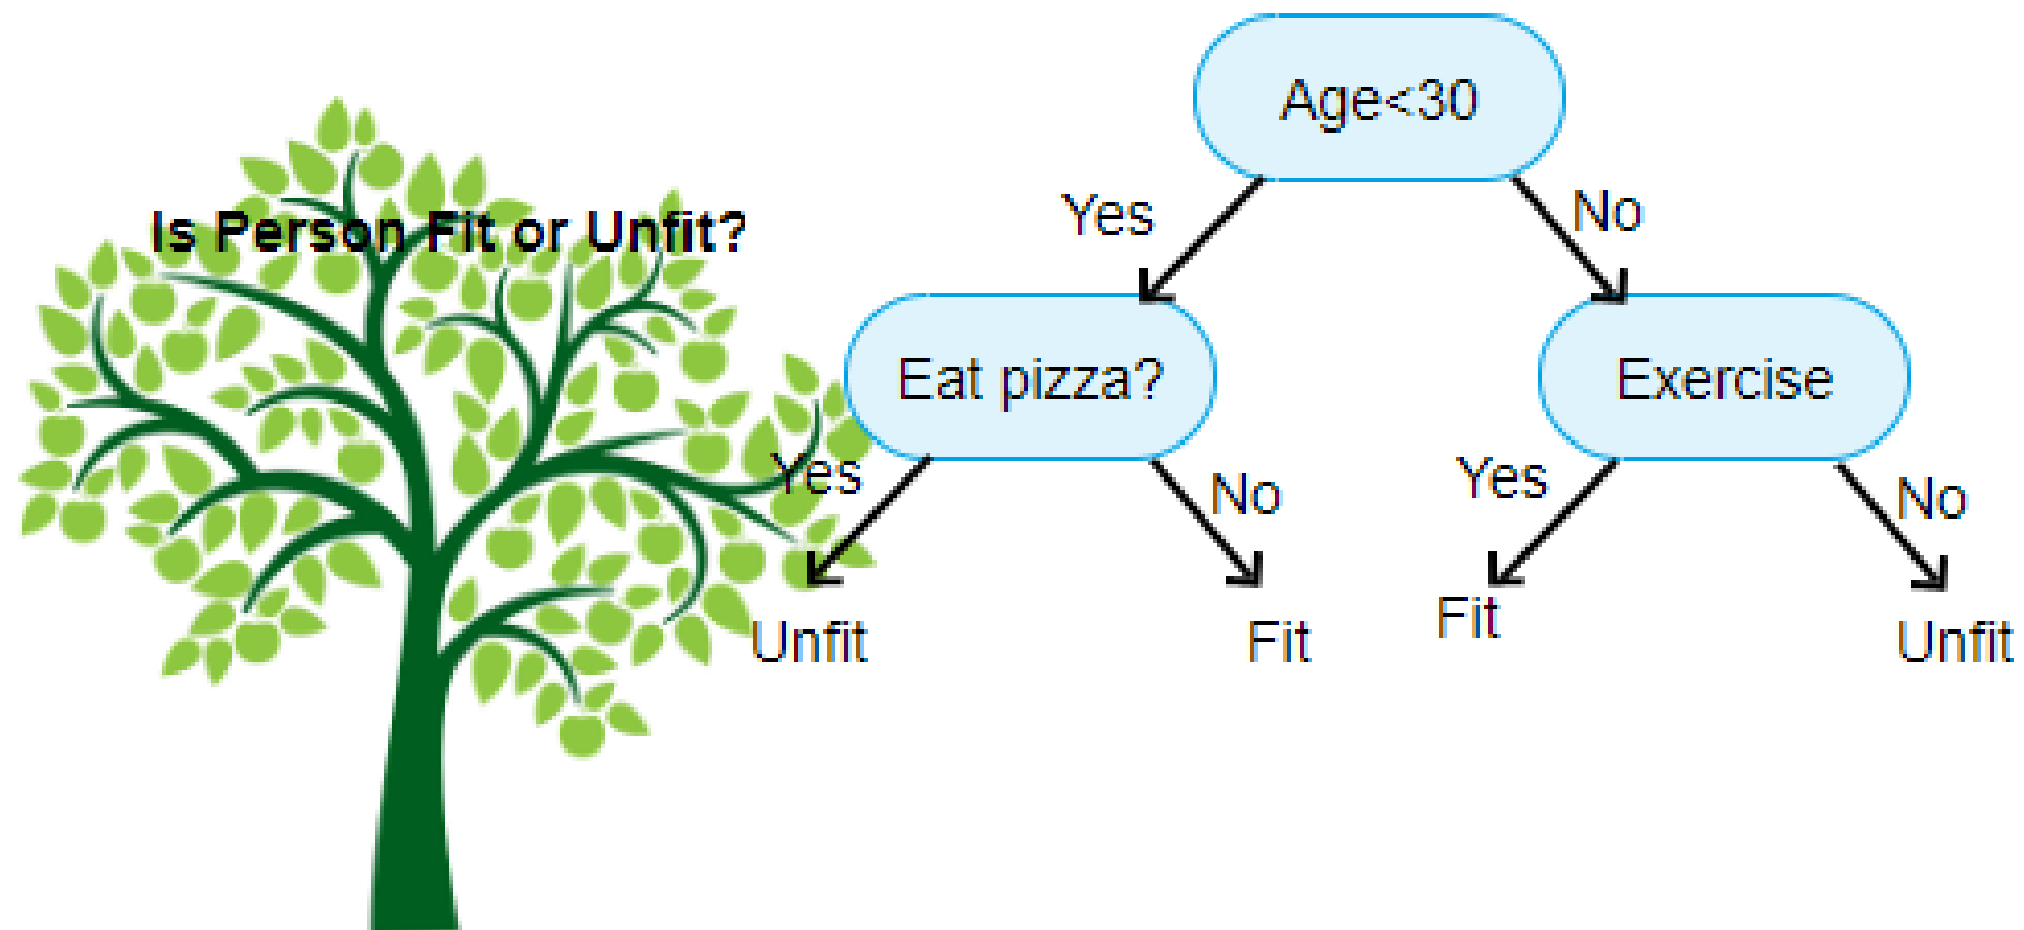 Age<30
Yes
No
Is Person Fit or Unfit?
Eat pizza?
Exercise
Yes
No
Yes
No
Unfit
Fit
Fit
Unfit